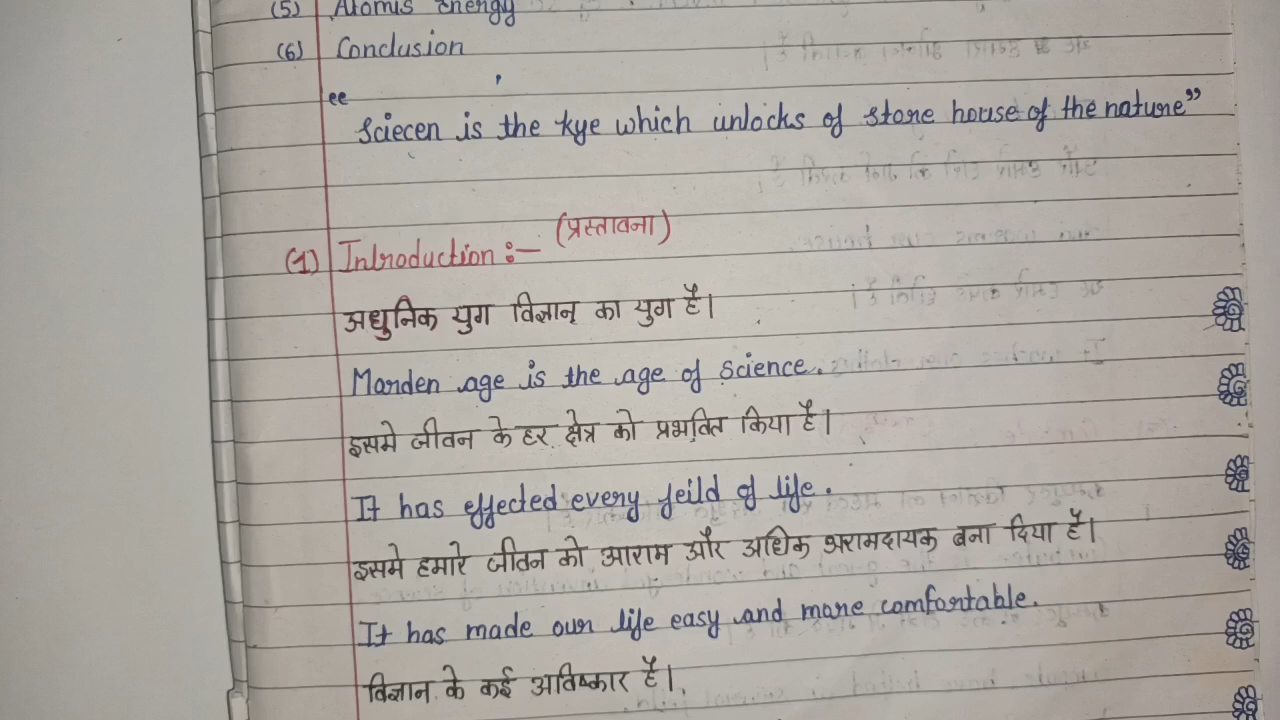 (5) Atomis Energy
(6) Conclusion
“ Sciecen is the kye which unlocks of store house of the nature”
(1) Introduction :- (प्रस्तावना)
अधुनिक युग विज्ञान का युग है।
Marden age is the age of science.
इसमे जीवन के हर क्षेत्र को प्रभवित किया है।
It has effected every feild of life.
इसमे हमारे जीवन को आराम और अधिक अरामदायक बना दिया है।
It has made our life easy and more comfortable.
विज्ञान के कई अविष्कार है।